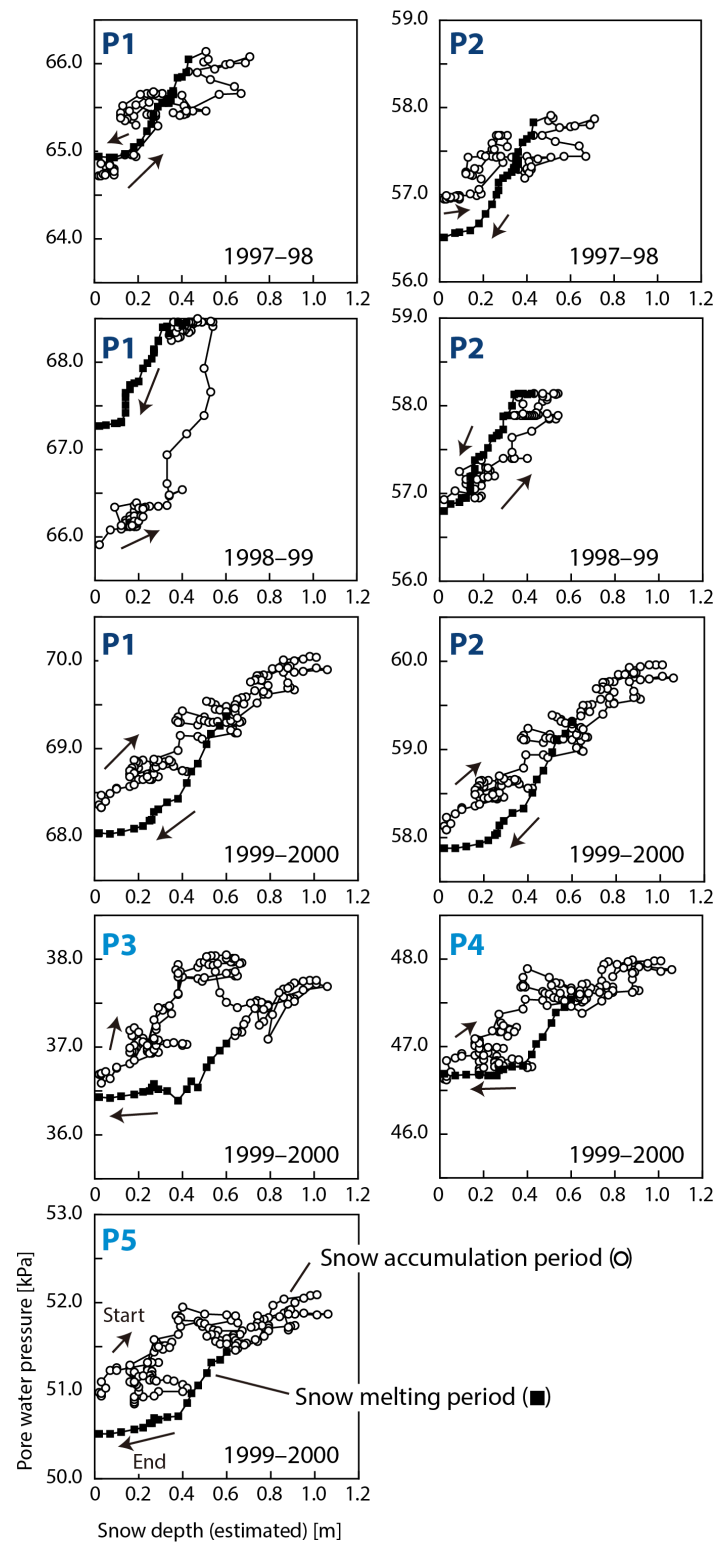 P1
66.0
65.0
64.0
1997–98
0 0.2 0.4 0.6 0.8 1.0 1.2
P2
59.0
58.0
57.0
56.0
1997–98
0 0.2 0.4 0.6 0.8 1.0 1.2
P1
68.0
67.0
66.0
1998–99
0 0.2 0.4 0.6 0.8 1.0 1.2
P2
59.0
58.0
57.0
56.0
1998–99
0 0.2 0.4 0.6 0.8 1.0 1.2
P1
70.0
69.0
68.0
1999–2000
0 0.2 0.4 0.6 0.8 1.0 1.2
P2
60.0
59.0
58.0
1999–2000
0 0.2 0.4 0.6 0.8 1.0 1.2
P3
38.0
37.0
36.0
1999–2000
0 0.2 0.4 0.6 0.8 1.0 1.2
P4
48.0
47.0
46.0
1999–2000
0 0.2 0.4 0.6 0.8 1.0 1.2
P5
53.0
52.0
51.0
50.0
Snow accumulation period (○)
Start
Snow melting period (■)
End
1999–2000
0 0.2 0.4 0.6 0.8 1.0 1.2
Pore water pressure [kPa]
Snow depth (estimated) [m]